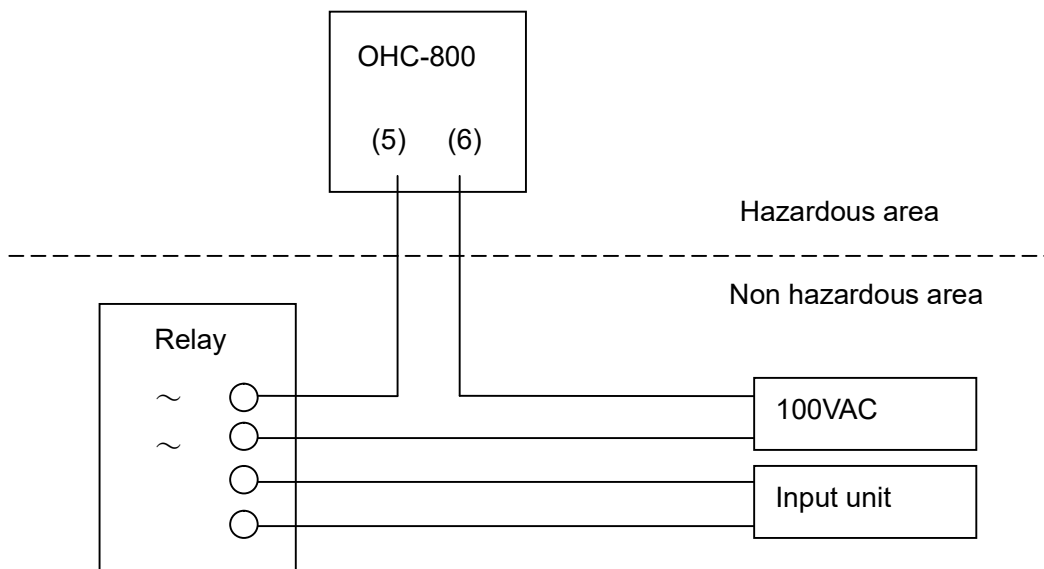 OHC-800
(5) (6)
Hazardous area
Non hazardous area
Relay
～
～
100VAC
Input unit